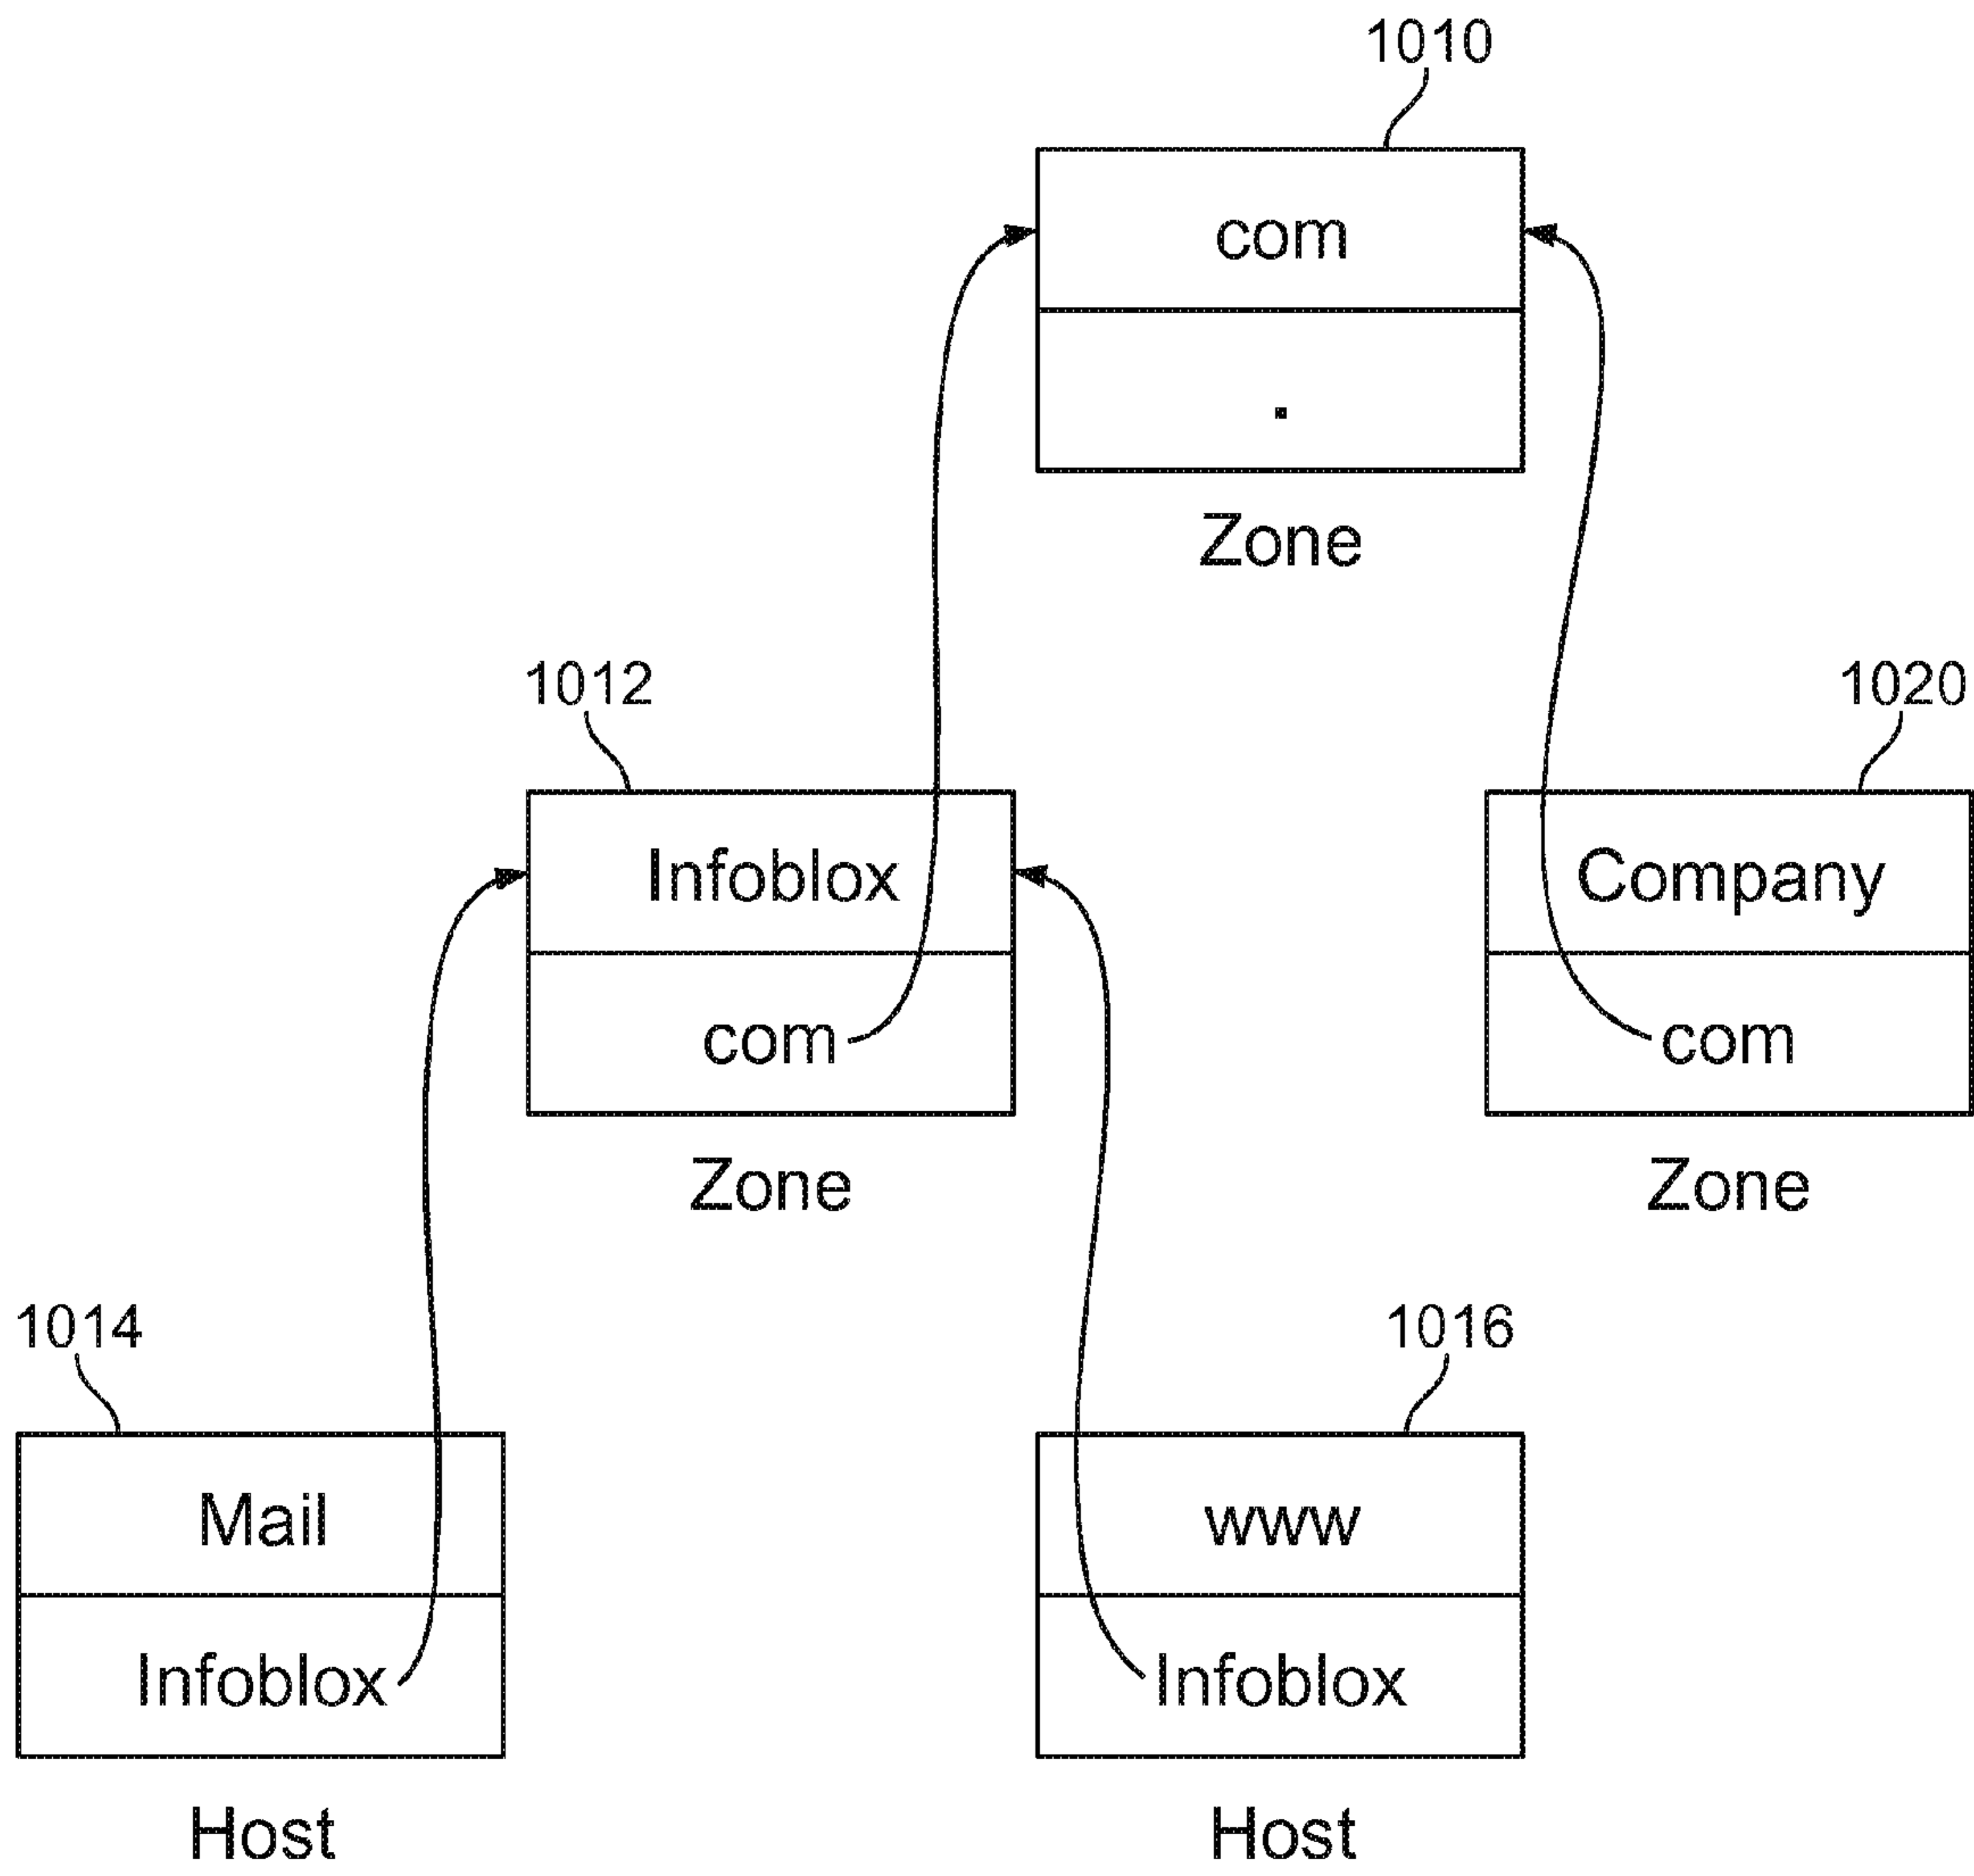 1010
com
.
Zone
1012
1020
Infoblox
Company
com
com
Zone
Zone
1014
1016
Mail
www
Infoblox
Infoblox
Host
Host